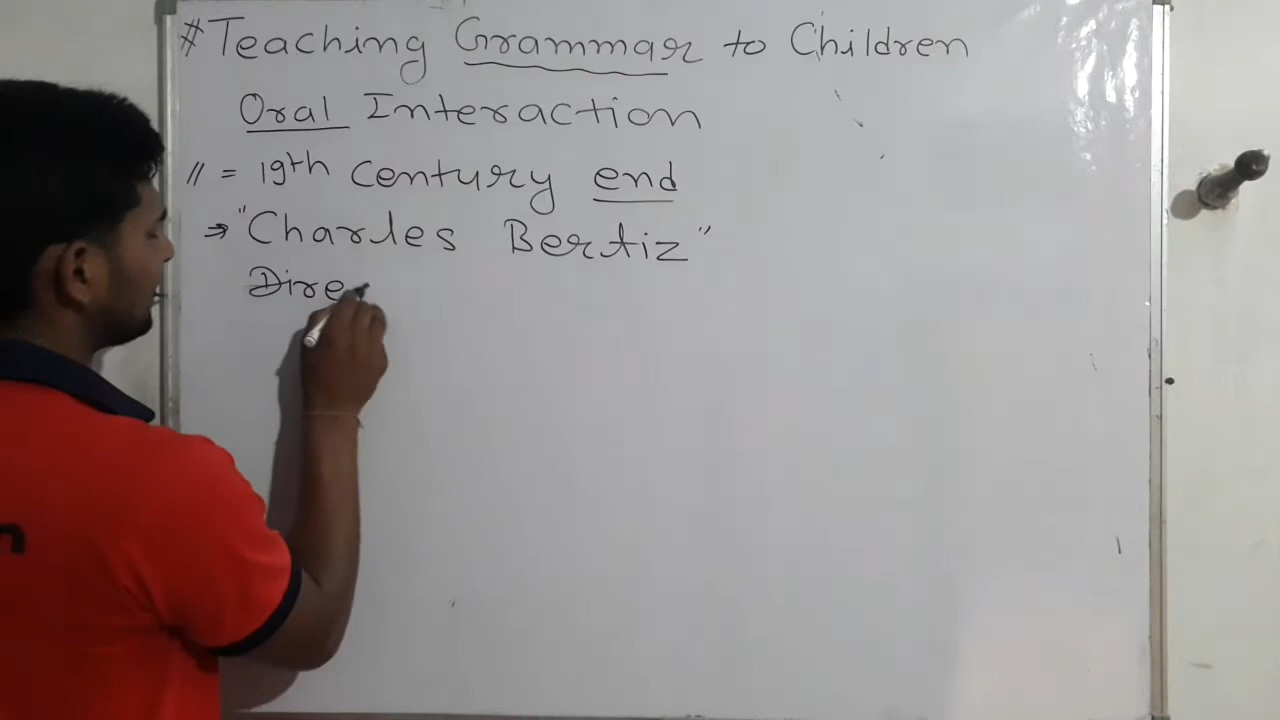 #Teaching Grammar to Children
Oral Interaction
// = 19th century end
→ "Charles Bertiz"
Dire